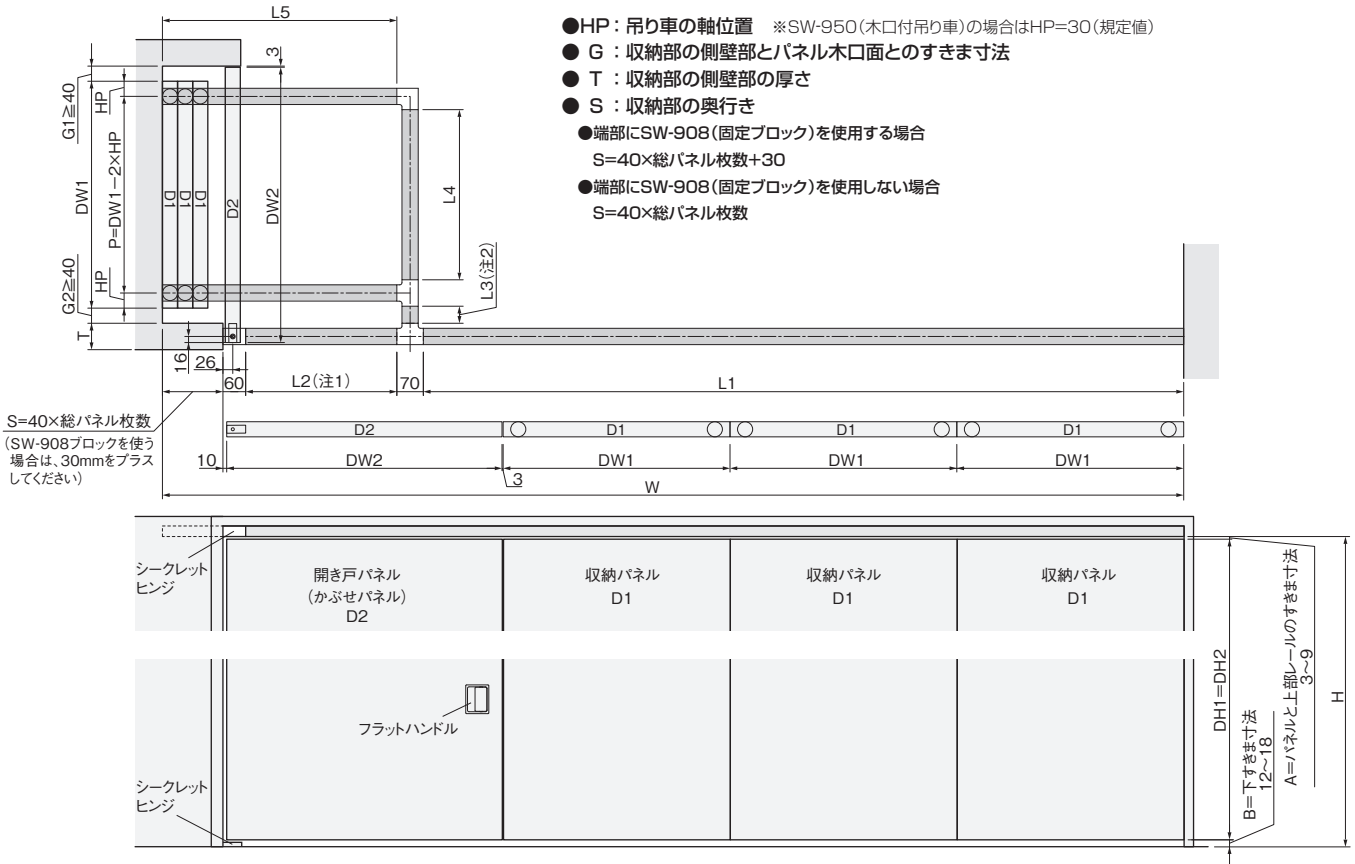 L5
●HP：吊り車の軸位置 ※SW-950(木口付吊り車)の場合はHP=30(規定値)
● G ：収納部の側壁部とパネル木口面とのすきま寸法
● T ：収納部の側壁部の厚さ
● S ：収納部の奥行き
●端部にSW-908(固定ブロック)を使用する場合
S=40×総パネル枚数+30
●端部にSW-908(固定ブロック)を使用しない場合
S=40×総パネル枚数
3
G1≧40
HP
DW1
P=DW1−2×HP
D1
D1
D1
D2
DW2
L4
G2≧40
HP
L3(注2)
T
16
26
60
L2(注1)
70
L1
S=40×総パネル枚数
(SW-908ブロックを使う
場合は、30mmをプラス
してください)
D2
D1
D1
D1
10
DW2
DW1
DW1
DW1
3
W
シークレット
ヒンジ
開き戸パネル
(かぶせパネル)
D2
収納パネル
D1
収納パネル
D1
収納パネル
D1
フラットハンドル
シークレット
ヒンジ
DH1=DH2
B=下すきま寸法
12〜18
A=パネルと上部レールのすきま寸法
3〜9
H